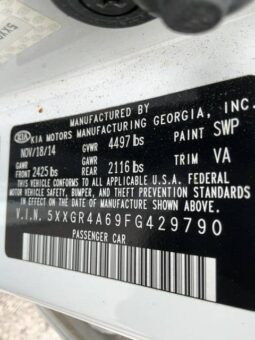 MANUFACTURED BY
KIA KIA MOTORS MANUFACTURING GEORGIA, INC.
NOV/18/14 GVWR 4497 lbs PAINT SWP
GAWR FRONT 2425 lbs GAWR REAR 2116 lbs TRIM VA
THIS VEHICLE CONFORMS TO ALL APPLICABLE U.S.A. FEDERAL
MOTOR VEHICLE SAFETY, BUMPER, AND THEFT PREVENTION
STANDARDS IN EFFECT ON THE DATE OF MANUFACTURE SHOWN ABOVE.
V.I.N. 5XXGR4A69FG429790
PASSENGER CAR